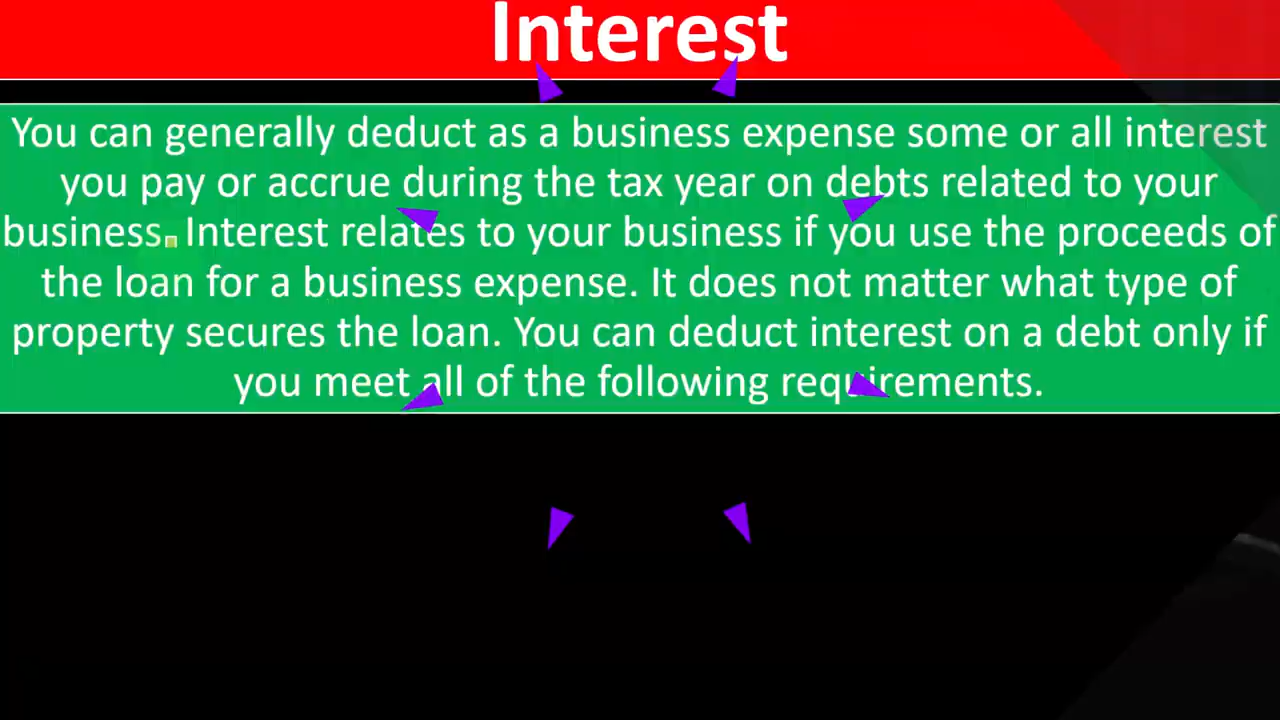 Interest
You can generally deduct as a business expense some or all interest
you pay or accrue during the tax year on debts related to your
business. Interest relates to your business if you use the proceeds of
the loan for a business expense. It does not matter what type of
property secures the loan. You can deduct interest on a debt only if
you meet all of the following requirements.